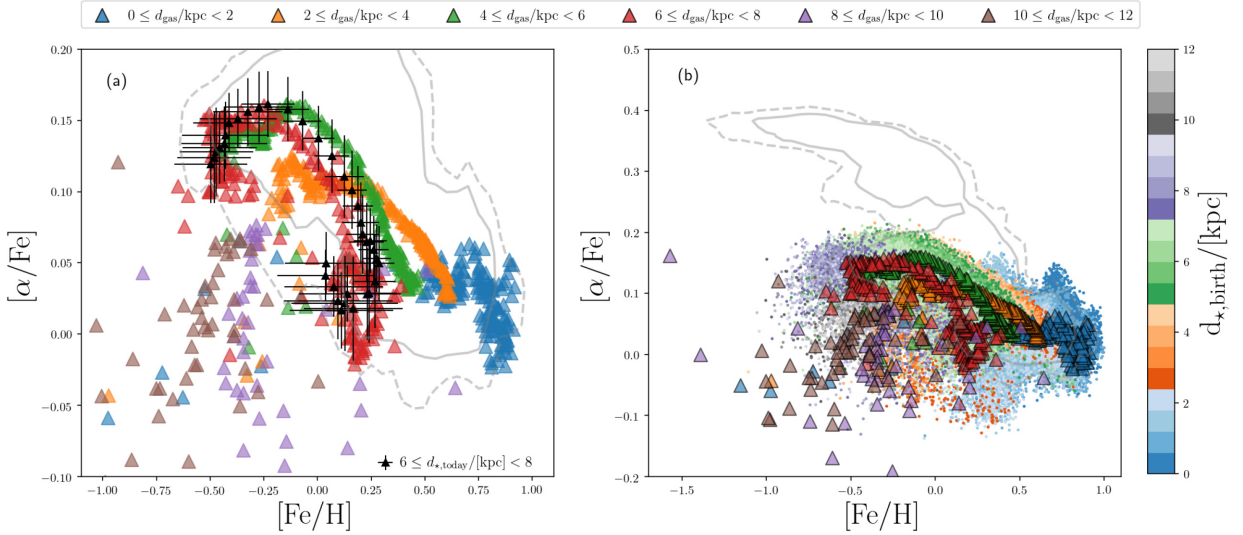 0 ≤ d_gas/kpc < 2 2 ≤ d_gas/kpc < 4 4 ≤ d_gas/kpc < 6 6 ≤ d_gas/kpc < 8 8 ≤ d_gas/kpc < 10 10 ≤ d_gas/kpc < 12
(a)
0.20
0.15
0.10
0.05
0.00
−0.05
−0.10
[α/Fe]
6 ≤ d_⋆,today/[kpc] < 8
−1.00 −0.75 −0.50 −0.25 0.00 0.25 0.50 0.75 1.00
[Fe/H]
(b)
0.5
0.4
0.3
0.2
0.1
0.0
−0.1
−0.2
[α/Fe]
−1.5 −1.0 −0.5 0.0 0.5 1.0
[Fe/H]
12
10
8
6
4
2
0
d_⋆,birth/[kpc]